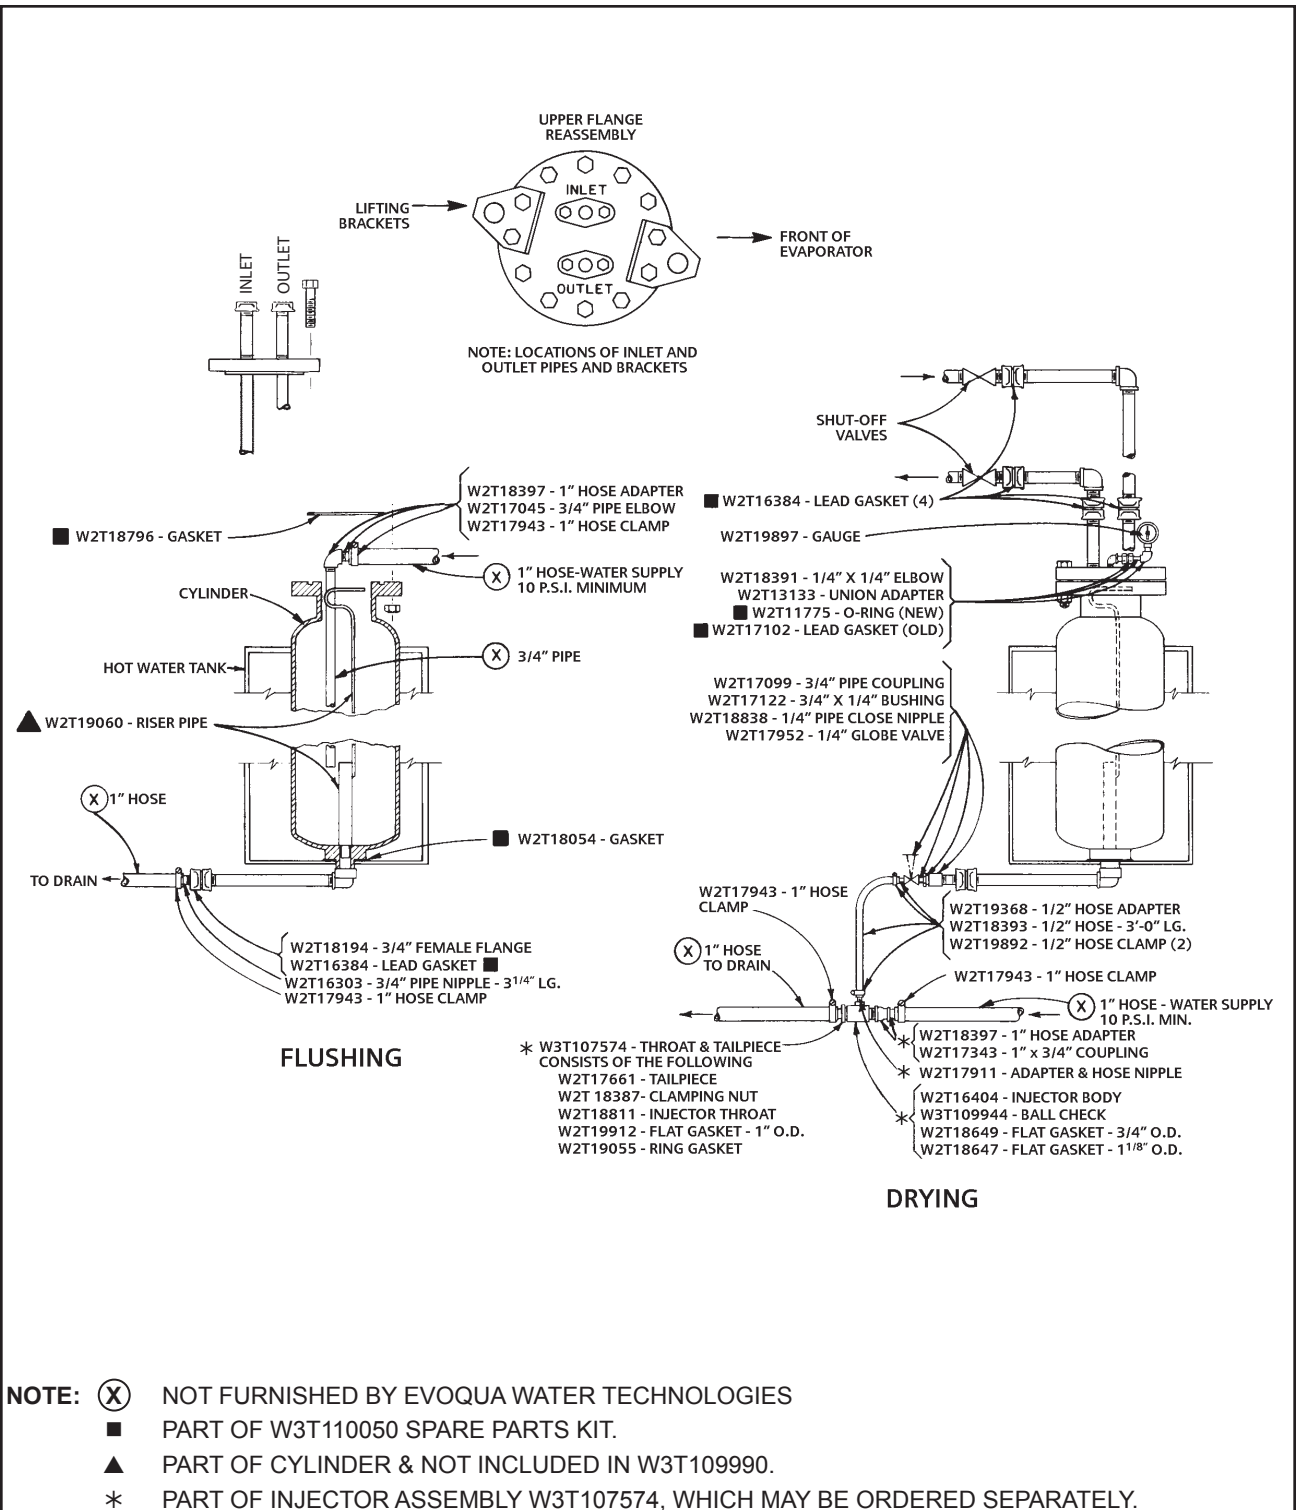 UPPER FLANGE
REASSEMBLY
INLET
OUTLET
LIFTING
BRACKETS
FRONT OF
EVAPORATOR
INLET
OUTLET
NOTE: LOCATIONS OF INLET AND
OUTLET PIPES AND BRACKETS
SHUT-OFF
VALVES
W2T18397 - 1" HOSE ADAPTER
W2T17045 - 3/4" PIPE ELBOW
W2T17943 - 1" HOSE CLAMP
■ W2T18796 - GASKET
X 1" HOSE-WATER SUPPLY
10 P.S.I. MINIMUM
CYLINDER
X 3/4" PIPE
HOT WATER TANK
▲ W2T19060 - RISER PIPE
X 1" HOSE
■ W2T18054 - GASKET
TO DRAIN
W2T18194 - 3/4" FEMALE FLANGE
W2T16384 - LEAD GASKET ■
W2T16303 - 3/4" PIPE NIPPLE - 3 1/4" LG.
W2T17943 - 1" HOSE CLAMP
FLUSHING
■ W2T16384 - LEAD GASKET (4)
W2T19897 - GAUGE
W2T18391 - 1/4" X 1/4" ELBOW
W2T13133 - UNION ADAPTER
■ W2T11775 - O-RING (NEW)
■ W2T17102 - LEAD GASKET (OLD)
W2T17099 - 3/4" PIPE COUPLING
W2T17122 - 3/4" X 1/4" BUSHING
W2T18838 - 1/4" PIPE CLOSE NIPPLE
W2T17952 - 1/4" GLOBE VALVE
W2T17943 - 1" HOSE
CLAMP
W2T19368 - 1/2" HOSE ADAPTER
W2T18393 - 1/2" HOSE - 3'-0" LG.
W2T19892 - 1/2" HOSE CLAMP (2)
X 1" HOSE
TO DRAIN
W2T17943 - 1" HOSE CLAMP
X 1" HOSE - WATER SUPPLY
10 P.S.I. MIN.
* W3T107574 - THROAT & TAILPIECE
CONSISTS OF THE FOLLOWING
W2T17661 - TAILPIECE
W2T 18387- CLAMPING NUT
W2T18811 - INJECTOR THROAT
W2T19912 - FLAT GASKET - 1" O.D.
W2T19055 - RING GASKET
* W2T18397 - 1" HOSE ADAPTER
W2T17343 - 1" x 3/4" COUPLING
* W2T17911 - ADAPTER & HOSE NIPPLE
W2T16404 - INJECTOR BODY
* W3T109944 - BALL CHECK
W2T18649 - FLAT GASKET - 3/4" O.D.
W2T18647 - FLAT GASKET - 1 1/8" O.D.
DRYING
NOTE: X NOT FURNISHED BY EVOQUA WATER TECHNOLOGIES
■ PART OF W3T110050 SPARE PARTS KIT.
▲ PART OF CYLINDER & NOT INCLUDED IN W3T109990.
* PART OF INJECTOR ASSEMBLY W3T107574, WHICH MAY BE ORDERED SEPARATELY.